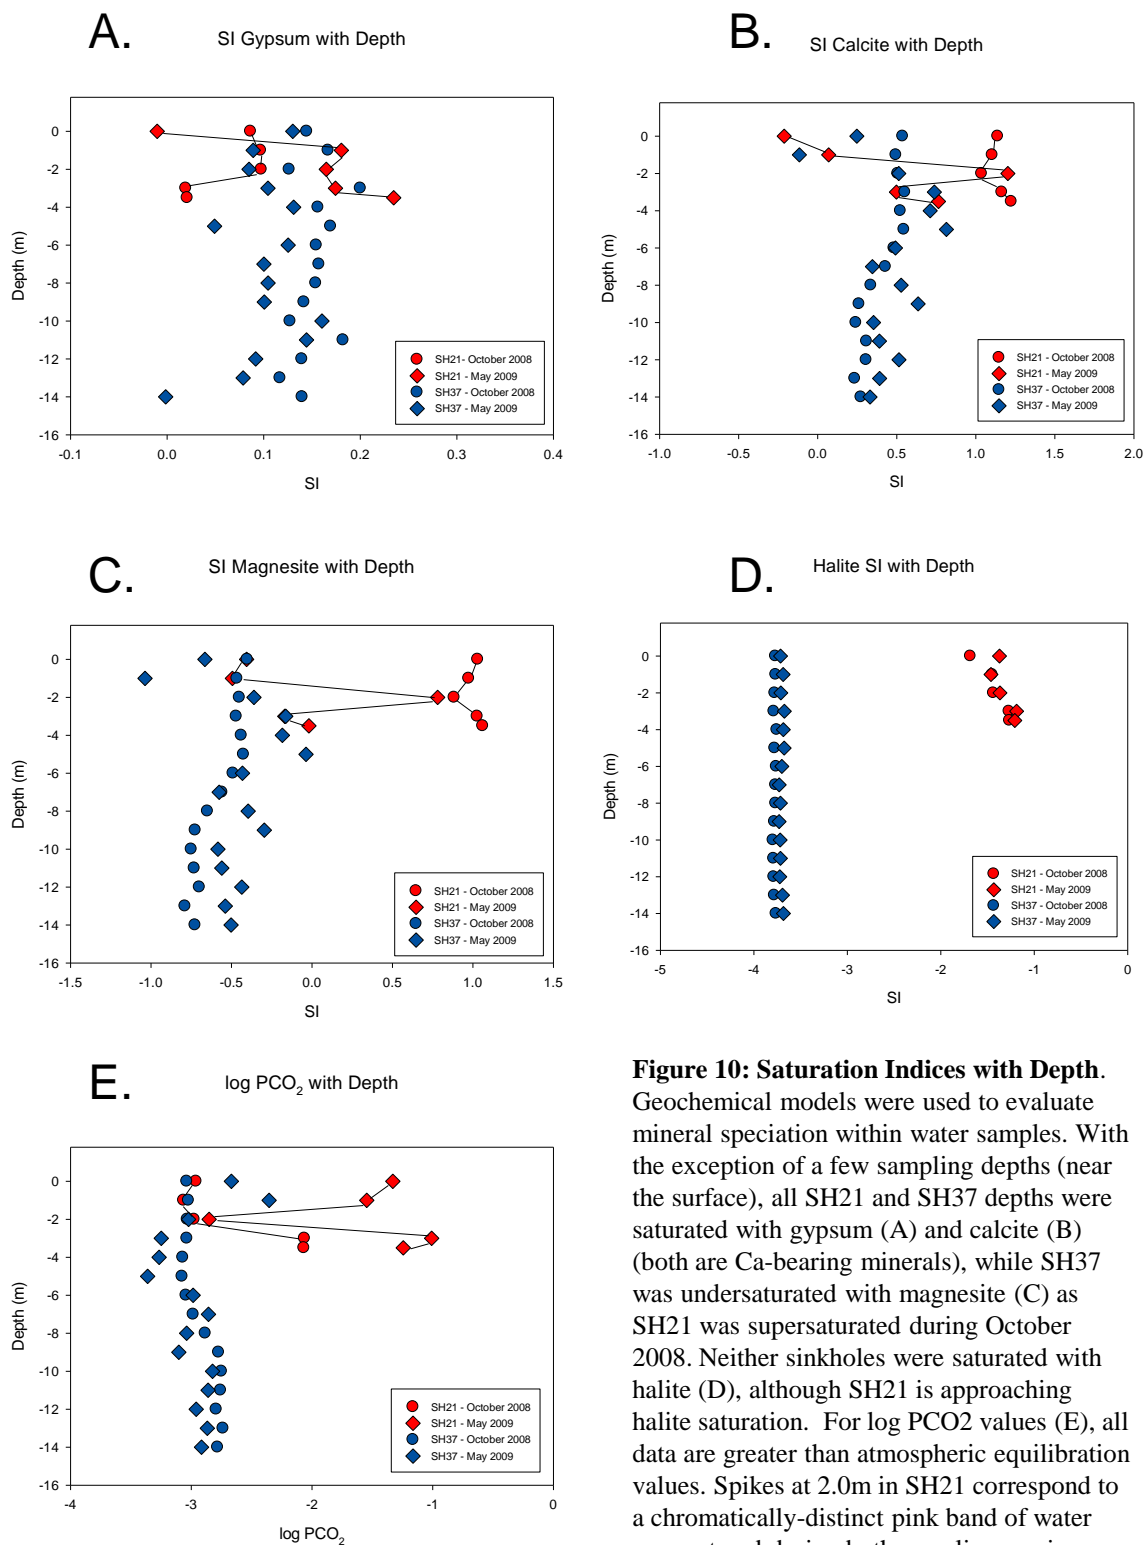 A.
SI Gypsum with Depth
0
-2
-4
-6
-8
-10
-12
-14
-16
Depth (m)
-0.1
0.0
0.1
0.2
0.3
0.4
SI
SH21- October 2008
SH21 - May 2009
SH37 - October 2008
SH37 - May 2009
B.
SI Calcite with Depth
0
-2
-4
-6
-8
-10
-12
-14
-16
Depth (m)
-1.0
-0.5
0.0
0.5
1.0
1.5
2.0
SI
SH21 - October 2008
SH21 - May 2009
SH37 - October 2008
SH37 - May 2009
C.
SI Magnesite with Depth
0
-2
-4
-6
-8
-10
-12
-14
-16
Depth (m)
-1.5
-1.0
-0.5
0.0
0.5
1.0
1.5
SI
SH21 - October 2008
SH21 - May 2009
SH37 - October 2008
SH37 - May 2009
D.
Halite SI with Depth
0
-2
-4
-6
-8
-10
-12
-14
-16
Depth (m)
-5
-4
-3
-2
-1
0
SI
SH21 - October 2008
SH21 - May 2009
SH37 - October 2008
SH37 - May 2009
E.
log PCO₂ with Depth
0
-2
-4
-6
-8
-10
-12
-14
-16
Depth (m)
-4
-3
-2
-1
0
log PCO₂
SH21 - October 2008
SH21 - May 2009
SH37 - October 2008
SH37 - May 2009
Figure 10: Saturation Indices with Depth.
Geochemical models were used to evaluate
mineral speciation within water samples. With
the exception of a few sampling depths (near
the surface), all SH21 and SH37 depths were
saturated with gypsum (A) and calcite (B)
(both are Ca-bearing minerals), while SH37
was undersaturated with magnesite (C) as
SH21 was supersaturated during October
2008. Neither sinkholes were saturated with
halite (D), although SH21 is approaching
halite saturation. For log PCO2 values (E), all
data are greater than atmospheric equilibration
values. Spikes at 2.0m in SH21 correspond to
a chromatically-distinct pink band of water